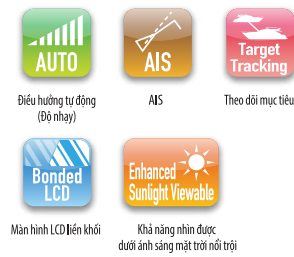 AUTO
AIS
Target
Tracking
Điều hưởng tự động
(Độ nhạy)
AIS
Theo dõi mục tiêu
Bonded
LCD
Enhanced
Sunlight Viewable
Màn hình LCD liền khối
Khả năng nhìn được
dưới ánh sáng mặt trời nổi trội